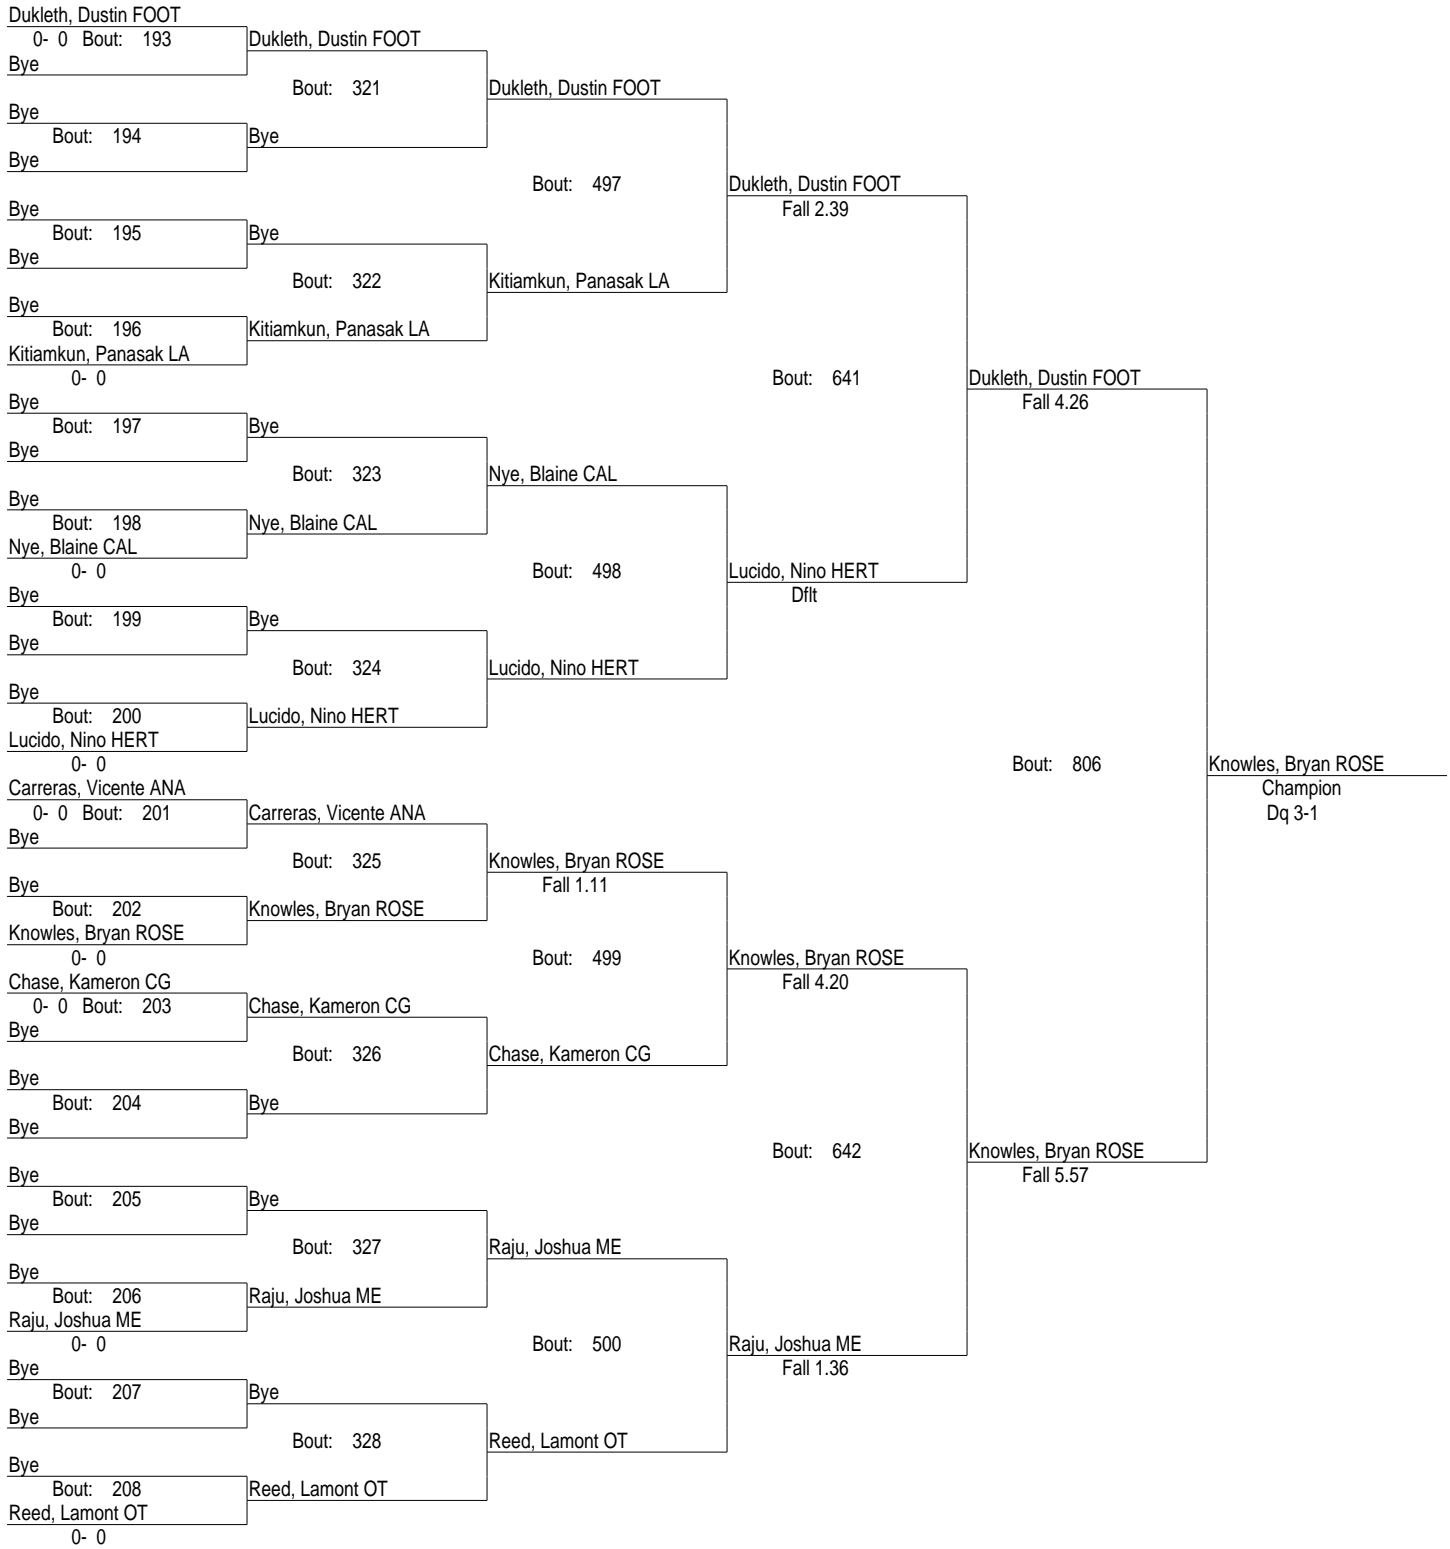 Dukleth, Dustin FOOT
0- 0 Bout: 193 Dukleth, Dustin FOOT
Bye
Bout: 321 Dukleth, Dustin FOOT
Bye
Bout: 194 Bye
Bye
Bout: 497 Dukleth, Dustin FOOT
Bye Fall 2.39
Bout: 195 Bye
Bye
Bout: 322 Kitiamkun, Panasak LA
Bye
Bout: 196 Kitiamkun, Panasak LA
Kitiamkun, Panasak LA
0- 0 Bout: 641 Dukleth, Dustin FOOT
Bye Fall 4.26
Bout: 197 Bye
Bye
Bout: 323 Nye, Blaine CAL
Bye
Bout: 198 Nye, Blaine CAL
Nye, Blaine CAL
0- 0 Bout: 498 Lucido, Nino HERT
Bye Dflt
Bout: 199 Bye
Bye
Bout: 324 Lucido, Nino HERT
Bye
Bout: 200 Lucido, Nino HERT
Lucido, Nino HERT
0- 0 Bout: 806 Knowles, Bryan ROSE
Carreras, Vicente ANA Champion
0- 0 Bout: 201 Carreras, Vicente ANA Dq 3-1
Bye
Bout: 325 Knowles, Bryan ROSE
Bye Fall 1.11
Bout: 202 Knowles, Bryan ROSE
Knowles, Bryan ROSE
0- 0 Bout: 499 Knowles, Bryan ROSE
Chase, Kameron CG Fall 4.20
0- 0 Bout: 203 Chase, Kameron CG
Bye
Bout: 326 Chase, Kameron CG
Bye
Bout: 204 Bye
Bye
Bout: 642 Knowles, Bryan ROSE
Bye Fall 5.57
Bout: 205 Bye
Bye
Bout: 327 Raju, Joshua ME
Bye
Bout: 206 Raju, Joshua ME
Raju, Joshua ME
0- 0 Bout: 500 Raju, Joshua ME
Bye Fall 1.36
Bout: 207 Bye
Bye
Bout: 328 Reed, Lamont OT
Bye
Bout: 208 Reed, Lamont OT
Reed, Lamont OT
0- 0